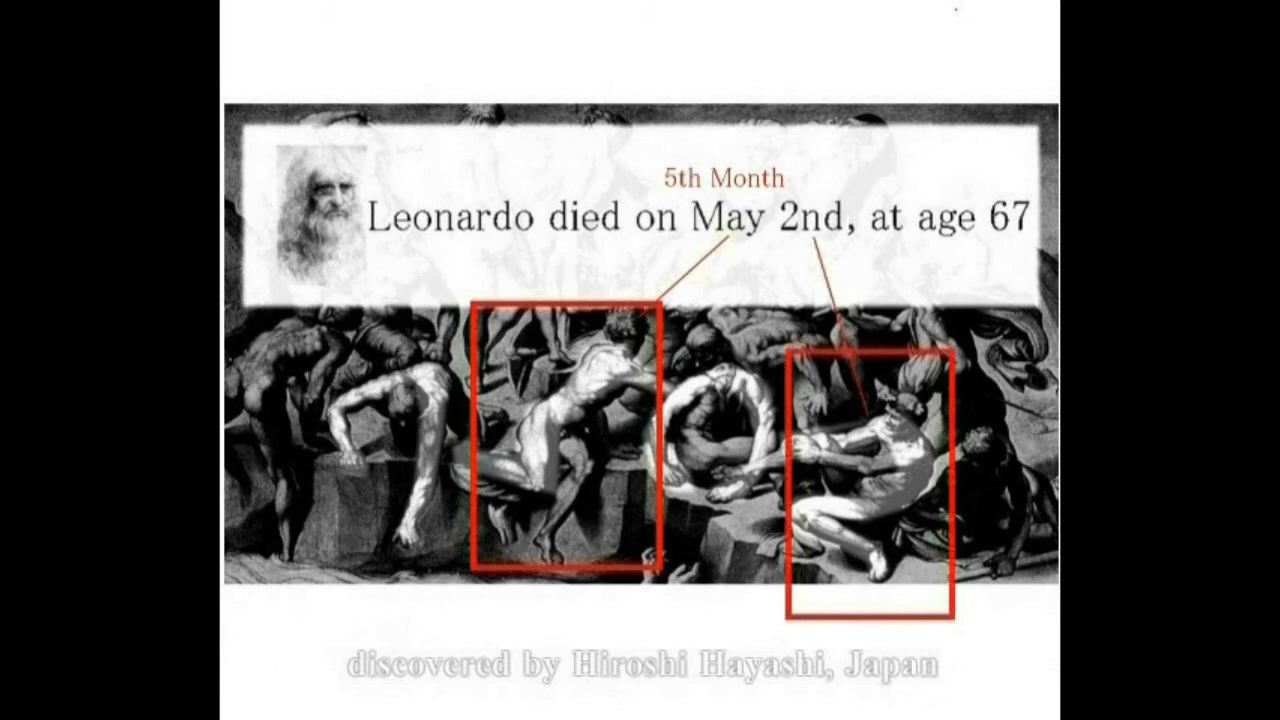 5th Month
Leonardo died on May 2nd, at age 67
discovered by Hiroshi Hayashi, Japan